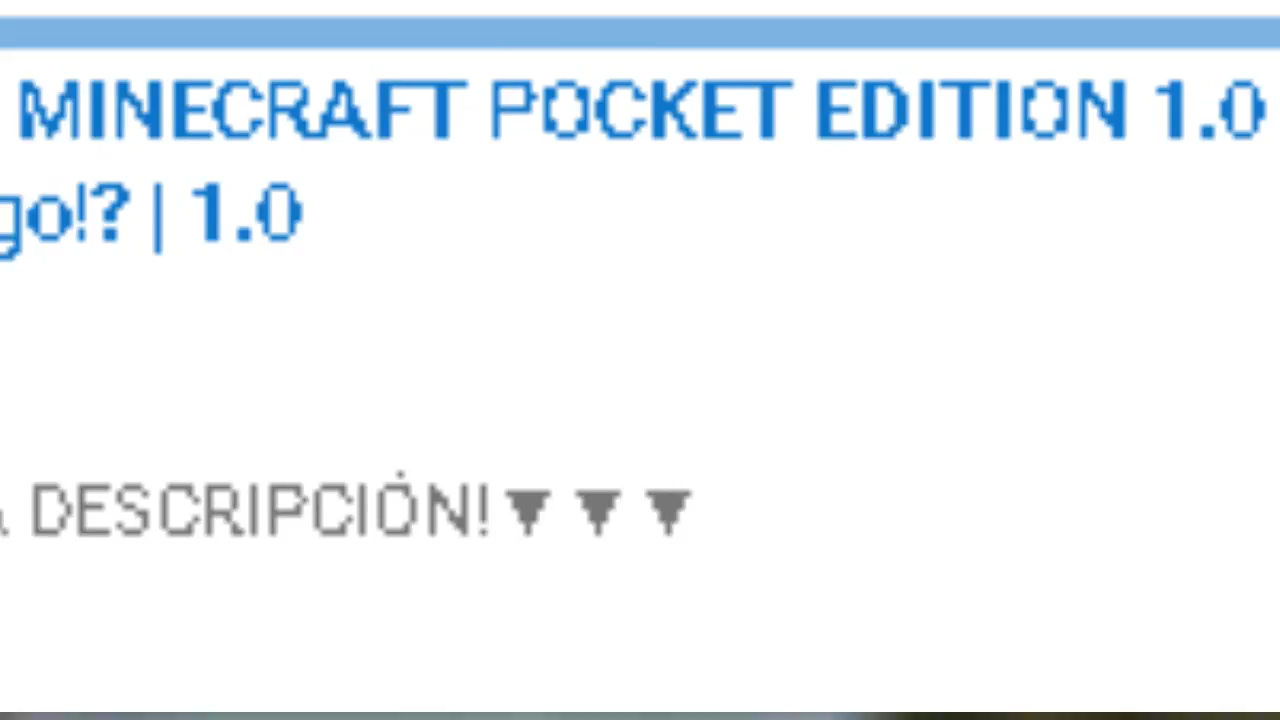 MINECRAFT POCKET EDITION 1.0
go!? | 1.0
DESCRIPCIÓN!▼ ▼ ▼